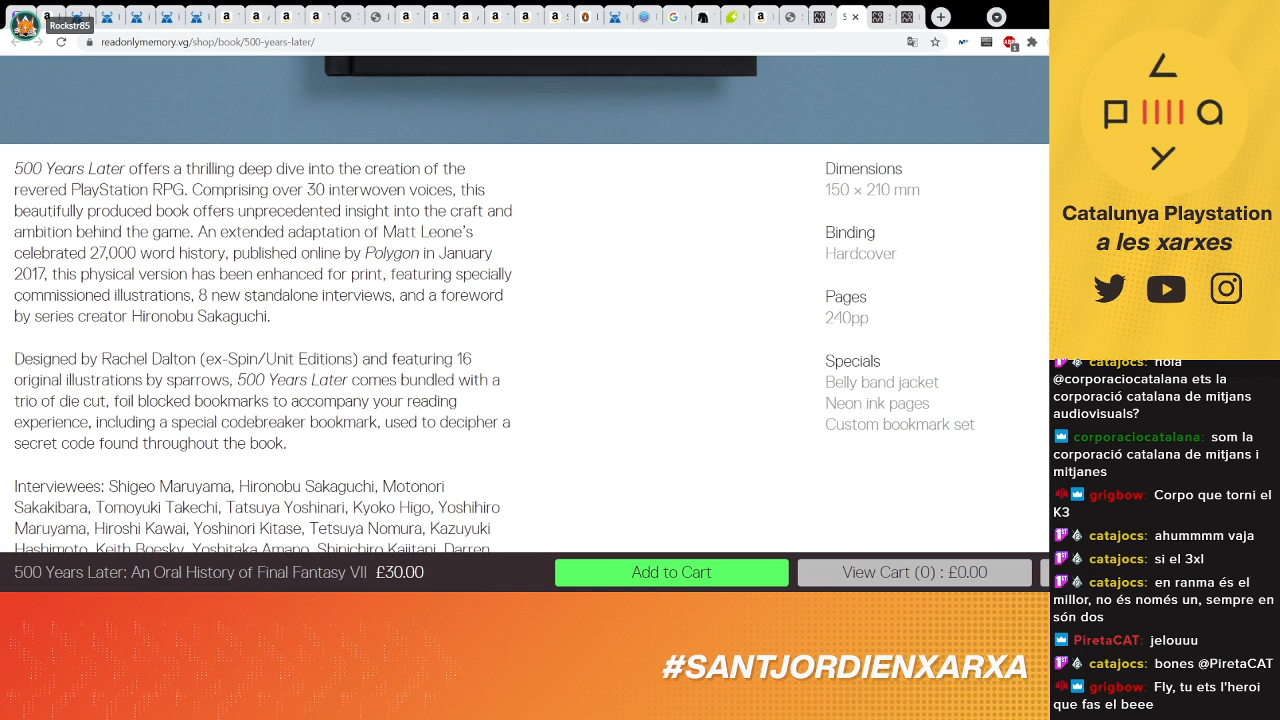 Rockstr85
readonlymemory.vg/shop/book/500-years-later/
500 Years Later offers a thrilling deep dive into the creation of the
revered PlayStation RPG. Comprising over 30 interwoven voices, this
beautifully produced book offers unprecedented insight into the craft and
ambition behind the game. An extended adaptation of Matt Leone's
celebrated 27,000 word history, published online by Polygon in January
2017, this physical version has been enhanced for print, featuring specially
commissioned illustrations, 8 new standalone interviews, and a foreword
by series creator Hironobu Sakaguchi.
Designed by Rachel Dalton (ex-Spin/Unit Editions) and featuring 16
original illustrations by sparrows, 500 Years Later comes bundled with a
trio of die cut, foil blocked bookmarks to accompany your reading
experience, including a special codebreaker bookmark, used to decipher a
secret code found throughout the book.
Interviewees: Shigeo Maruyama, Hironobu Sakaguchi, Motonori
Sakakibara, Tomoyuki Takechi, Tatsuya Yoshinari, Kyoko Higo, Yoshihiro
Maruyama, Hiroshi Kawai, Yoshinori Kitase, Tetsuya Nomura, Kazuyuki
Hashimoto, Keith Boesky, Yoshitaka Amano, Shinichiro Kajitani, Darren
Dimensions
150 × 210 mm
Binding
Hardcover
Pages
240pp
Specials
Belly band jacket
Neon ink pages
Custom bookmark set
500 Years Later: An Oral History of Final Fantasy VII £30.00
Add to Cart
View Cart (0) : £0.00
#SANTJORDIENXARXA
L
p a
y
Catalunya Playstation
a les xarxes
catajocs: hola
@corporaciocatalana ets la
corporació catalana de mitjans
audiovisuals?
corporaciocatalana: som la
corporació catalana de mitjans i
mitjanes
grigbow: Corpo que torni el
K3
catajocs: ahummmm vaja
catajocs: si el 3xl
catajocs: en ranma és el
millor, no és només un, sempre en
són dos
PiretaCAT: jelouuu
catajocs: bones @PiretaCAT
grigbow: Fly, tu ets l'heroi
que fas el beee